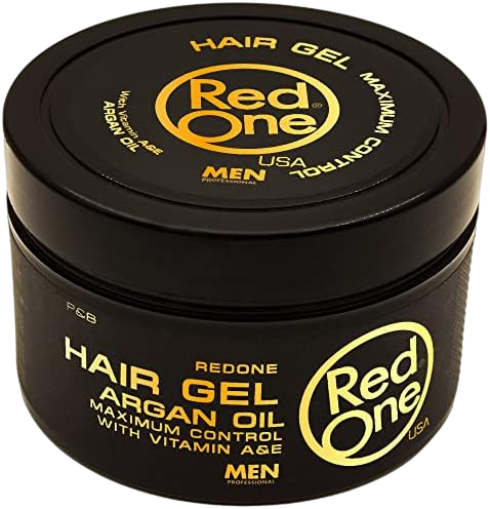 HAIR GEL
MAXIMUM CONTROL
Red
One®
USA
With Vitamin A&E
ARGAN OIL
MEN
PROFESSIONAL
P&B
REDONE
HAIR GEL
ARGAN OIL
MAXIMUM CONTROL
WITH VITAMIN A&E
MEN
PROFESSIONAL
Red
One
USA